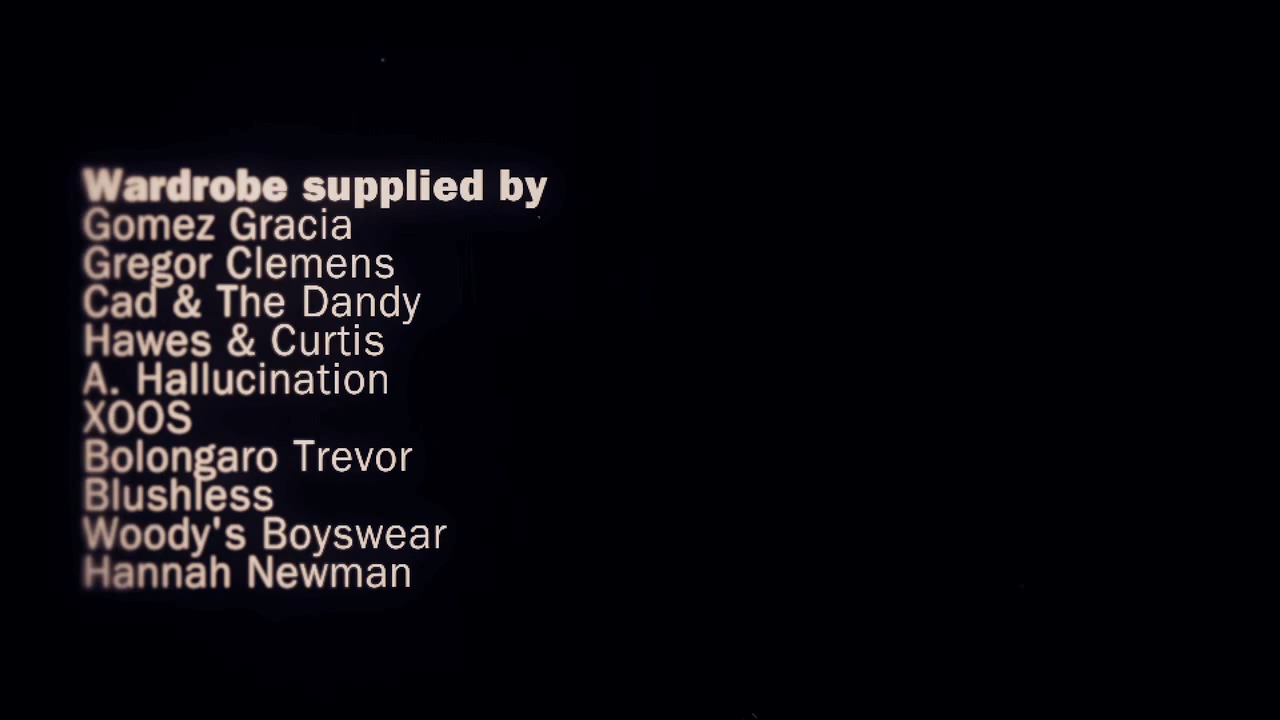 Wardrobe supplied by
Gomez Gracia
Gregor Clemens
Cad & The Dandy
Hawes & Curtis
A. Hallucination
XOOS
Bolongaro Trevor
Blushless
Woody's Boyswear
Hannah Newman